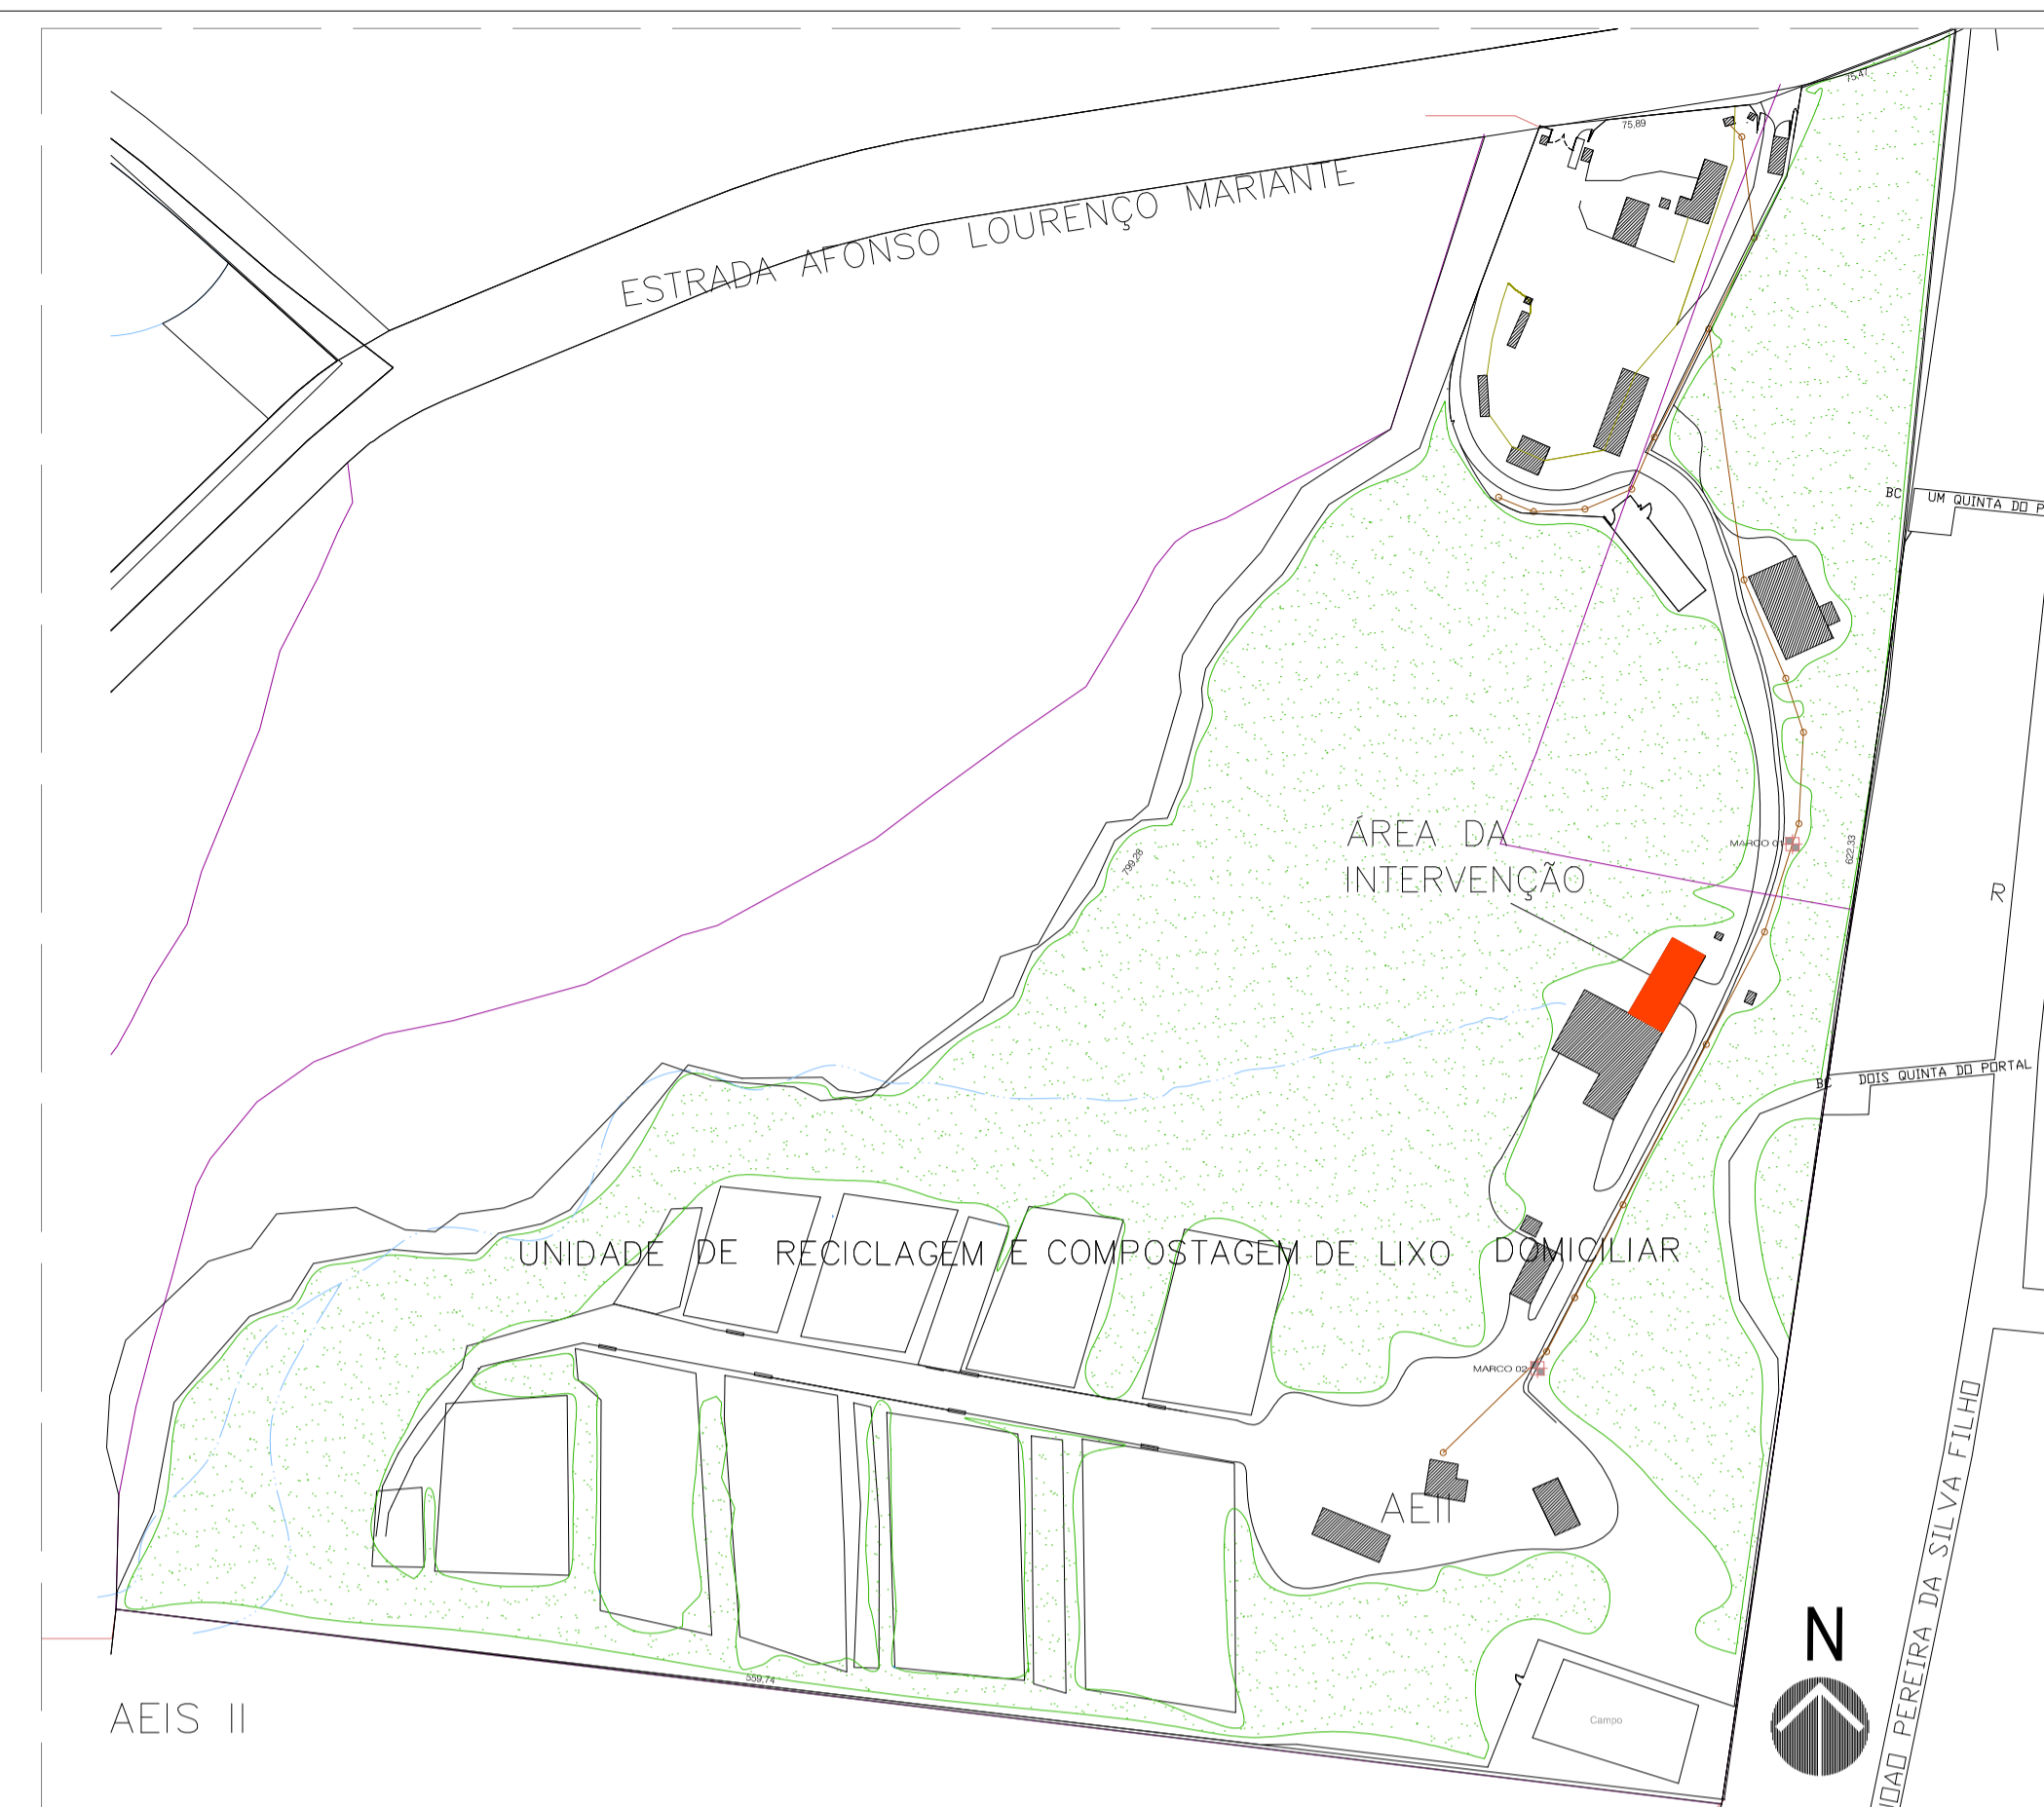 75,47
75,89
ESTRADA AFONSO LOURENÇO MARIANTE
BC UM QUINTA DO P
ÁREA DA
INTERVENÇÃO
MARCO 01
799,28
622,33
R
BC DOIS QUINTA DO PORTAL
UNIDADE DE RECICLAGEM E COMPOSTAGEM DE LIXO DOMICILIAR
MARCO 02
AEII
JOAO PEREIRA DA SILVA FILHO
N
559,74
AEIS II
Campo